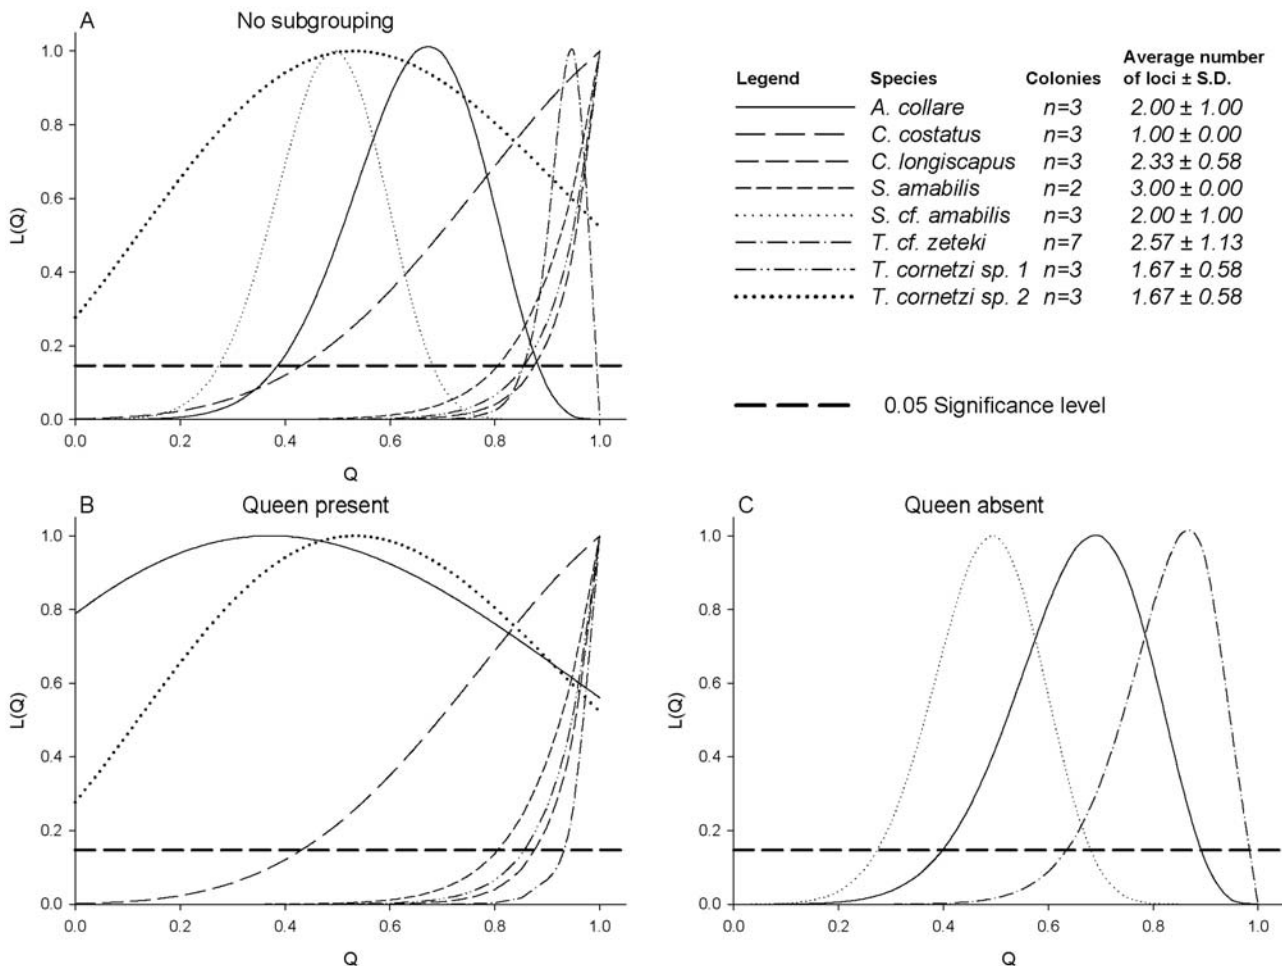 A
No subgrouping
1.0
0.8
0.6
0.4
0.2
0.0
L(Q)
0.0 0.2 0.4 0.6 0.8 1.0
Q
Legend Species Colonies Average number of loci ± S.D.
A. collare n=3 2.00 ± 1.00
C. costatus n=3 1.00 ± 0.00
C. longiscapus n=3 2.33 ± 0.58
S. amabilis n=2 3.00 ± 0.00
S. cf. amabilis n=3 2.00 ± 1.00
T. cf. zeteki n=7 2.57 ± 1.13
T. cornetzi sp. 1 n=3 1.67 ± 0.58
T. cornetzi sp. 2 n=3 1.67 ± 0.58
0.05 Significance level
B
Queen present
1.0
0.8
0.6
0.4
0.2
0.0
L(Q)
0.0 0.2 0.4 0.6 0.8 1.0
Q
C
Queen absent
1.0
0.8
0.6
0.4
0.2
0.0
L(Q)
0.0 0.2 0.4 0.6 0.8 1.0
Q